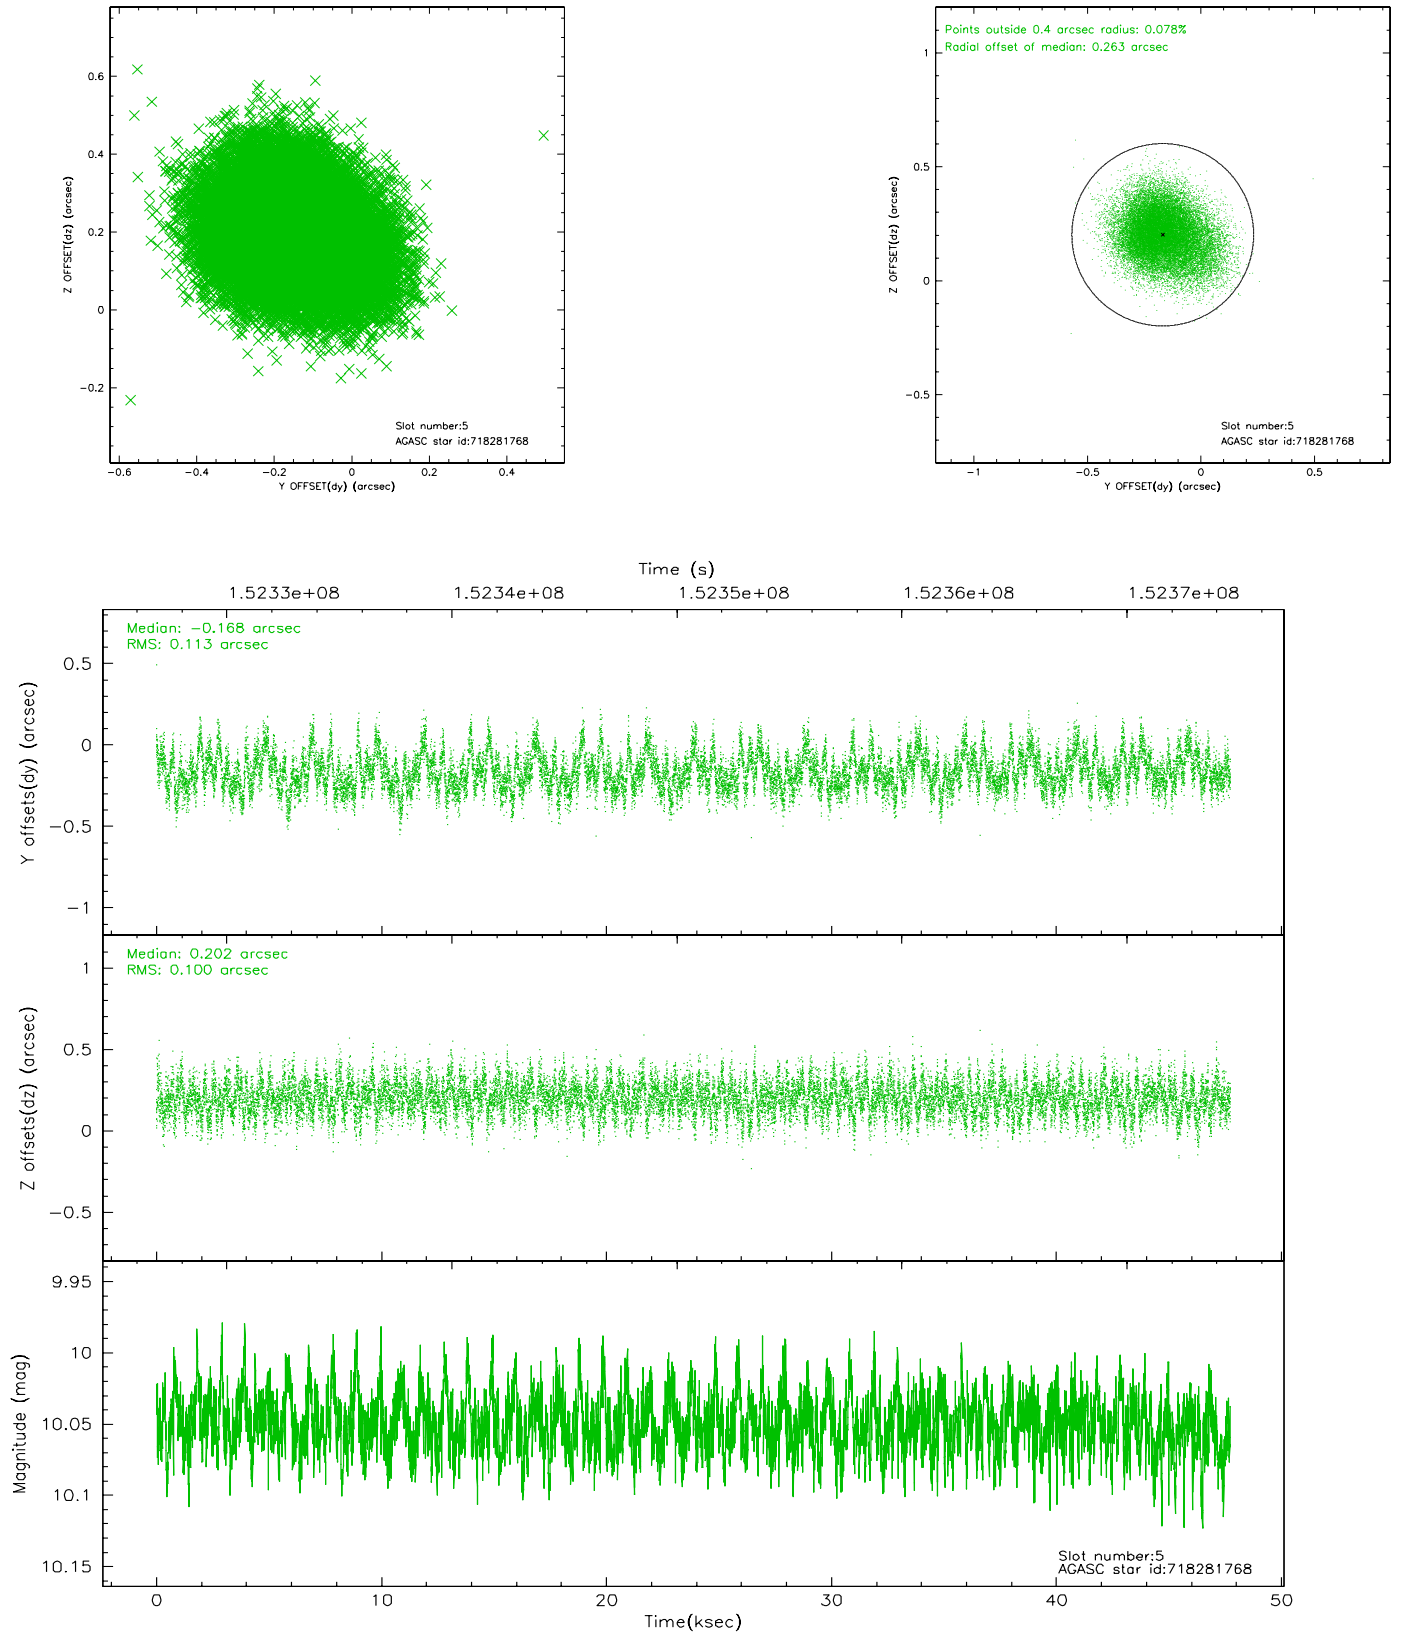 0.6
0.4
0.2
0
−0.2
Z OFFSET(dz) (arcsec)
Slot number:5
AGASC star id:718281768
−0.6 −0.4 −0.2 0 0.2 0.4
Y OFFSET(dy) (arcsec)
Points outside 0.4 arcsec radius: 0.078%
Radial offset of median: 0.263 arcsec
1
0.5
0
−0.5
Z OFFSET(dz) (arcsec)
Slot number:5
AGASC star id:718281768
−1 −0.5 0 0.5
Y OFFSET(dy) (arcsec)
Time (s)
1.5233e+08 1.5234e+08 1.5235e+08 1.5236e+08 1.5237e+08
Median: −0.168 arcsec
RMS: 0.113 arcsec
0.5
0
−0.5
−1
Y offsets(dy) (arcsec)
Median: 0.202 arcsec
RMS: 0.100 arcsec
1
0.5
0
−0.5
Z offsets(dz) (arcsec)
9.95
10
10.05
10.1
10.15
Magnitude (mag)
Slot number:5
AGASC star id:718281768
0 10 20 30 40 50
Time(ksec)